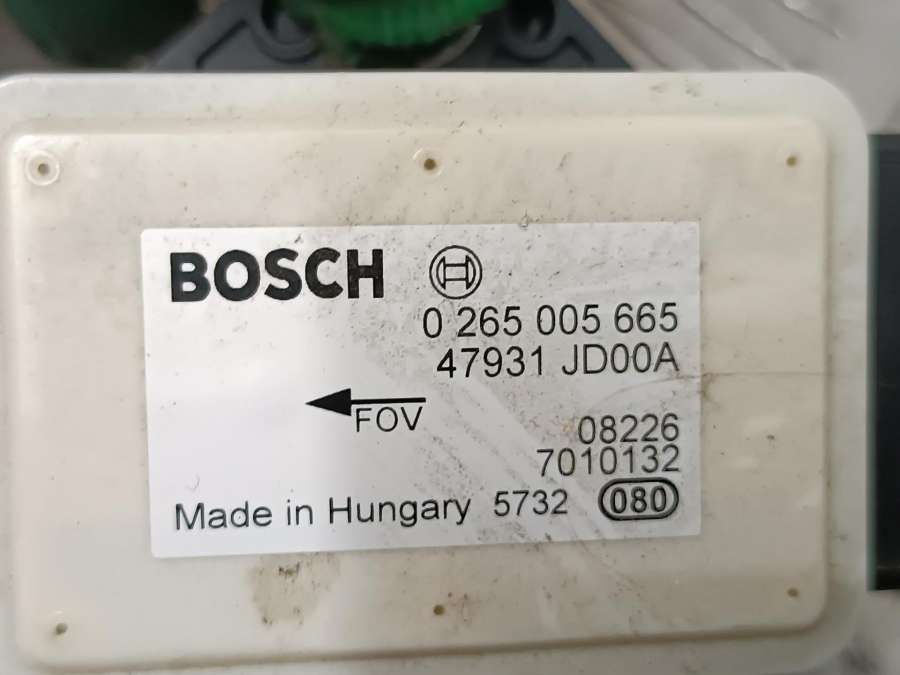 BOSCH
0 265 005 665
47931 JD00A
FOV
08226
7010132
Made in Hungary 5732 080